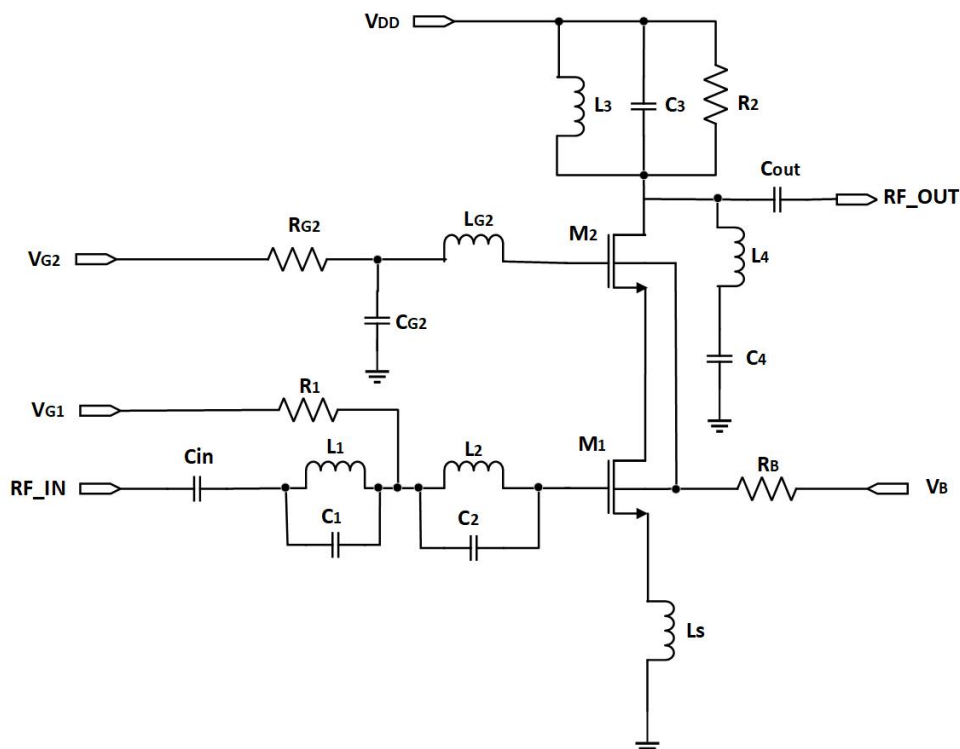 VDD
L3
C3
R2
Cout
RF_OUT
RG2
LG2
M2
VG2
L4
CG2
C4
R1
VG1
L1
L2
M1
Cin
RB
RF_IN
VB
C1
C2
Ls